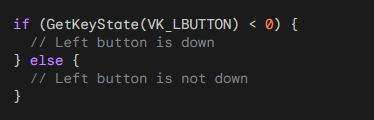 if (GetKeyState(VK_LBUTTON) < 0) {
  // Left button is down
} else {
  // Left button is not down
}